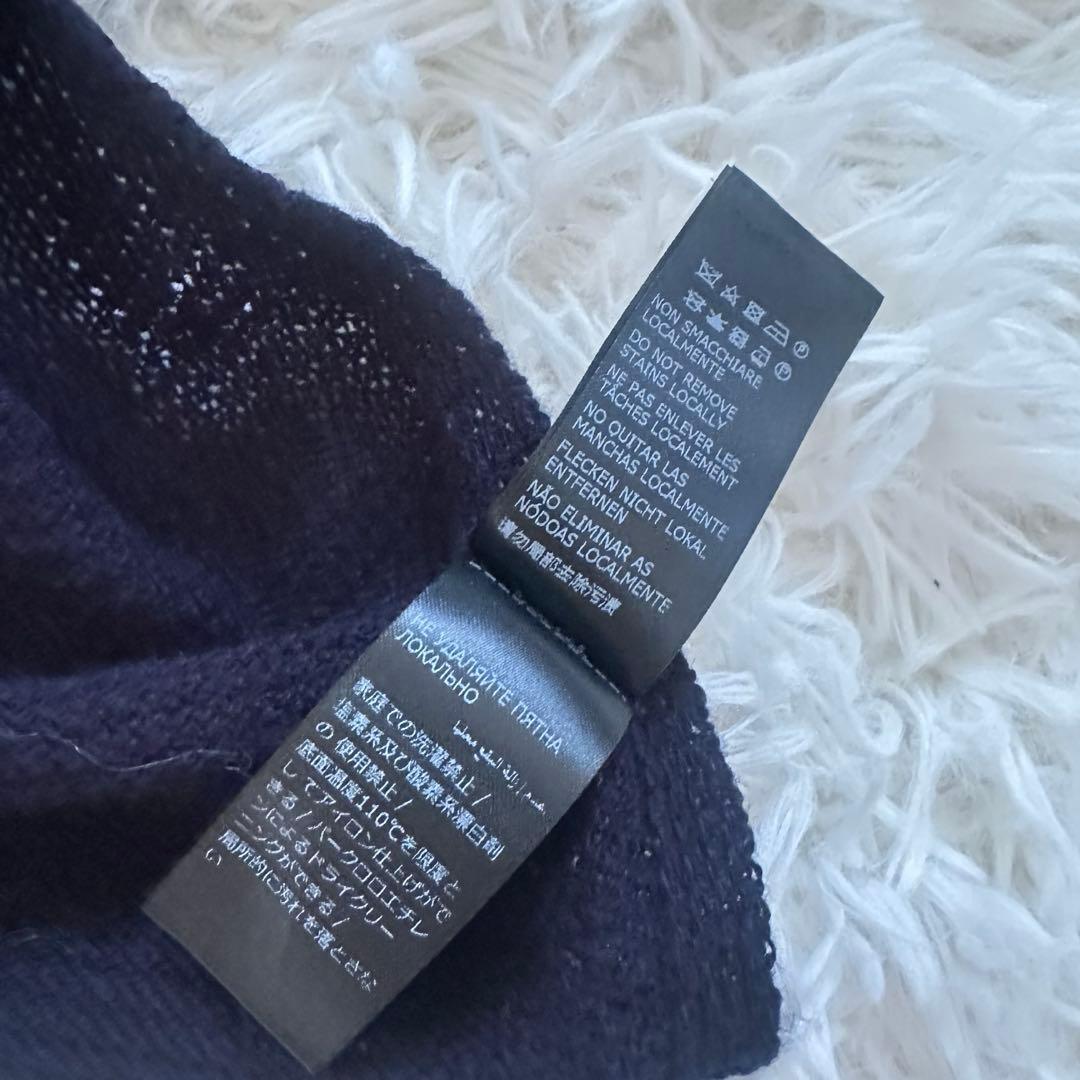 NON SMACCHIARE
LOCALMENTE
DO NOT REMOVE
STAINS LOCALLY
NE PAS ENLEVER LES
TÂCHES LOCALEMENT
NO QUITAR LAS
MANCHAS LOCALMENTE
FLECKEN NICHT LOKAL
ENTFERNEN
NÃO ELIMINAR AS
NÓDOAS LOCALMENTE
請勿局部去除污漬
НЕ УДАЛЯЙТЕ ПЯТНА
ЛОКАЛЬНО
家庭での洗濯禁止/
塩素系及び酸素系漂白剤
の使用禁止/
底面温度110℃を限度と
してアイロン仕上げがで
きる/パークロロエチレ
ンによるドライクリー
ニングができる/
局所的に汚れを落とさな
い